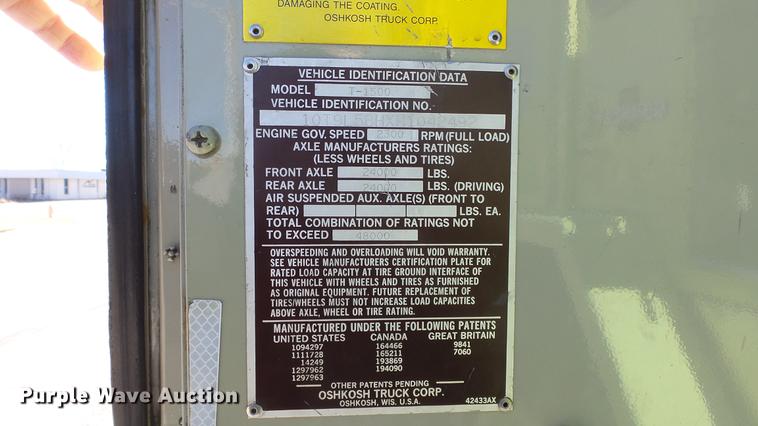 DAMAGING THE COATING.
OSHKOSH TRUCK CORP.
VEHICLE IDENTIFICATION DATA
MODEL T-1500
VEHICLE IDENTIFICATION NO.
ENGINE GOV. SPEED 2300 RPM (FULL LOAD)
AXLE MANUFACTURERS RATINGS:
(LESS WHEELS AND TIRES)
FRONT AXLE 24000 LBS.
REAR AXLE 24000 LBS. (DRIVING)
AIR SUSPENDED AUX. AXLE(S) (FRONT TO
REAR) LBS. EA.
TOTAL COMBINATION OF RATINGS NOT
TO EXCEED 48000
OVERSPEEDING AND OVERLOADING WILL VOID WARRANTY.
SEE VEHICLE MANUFACTURERS CERTIFICATION PLATE FOR
RATED LOAD CAPACITY AT TIRE GROUND INTERFACE OF
THIS VEHICLE WITH WHEELS AND TIRES AS FURNISHED
AS ORIGINAL EQUIPMENT. FUTURE REPLACEMENT OF
TIRES/WHEELS MUST NOT INCREASE LOAD CAPACITIES
ABOVE AXLE, WHEEL OR TIRE RATING.
MANUFACTURED UNDER THE FOLLOWING PATENTS
UNITED STATES CANADA GREAT BRITAIN
1094297 164466 9841
1111728 165211 7060
14249 193869
1297962 194090
1297963
OTHER PATENTS PENDING
OSHKOSH TRUCK CORP.
OSHKOSH, WIS. U.S.A. 42433AX
Purple Wave Auction